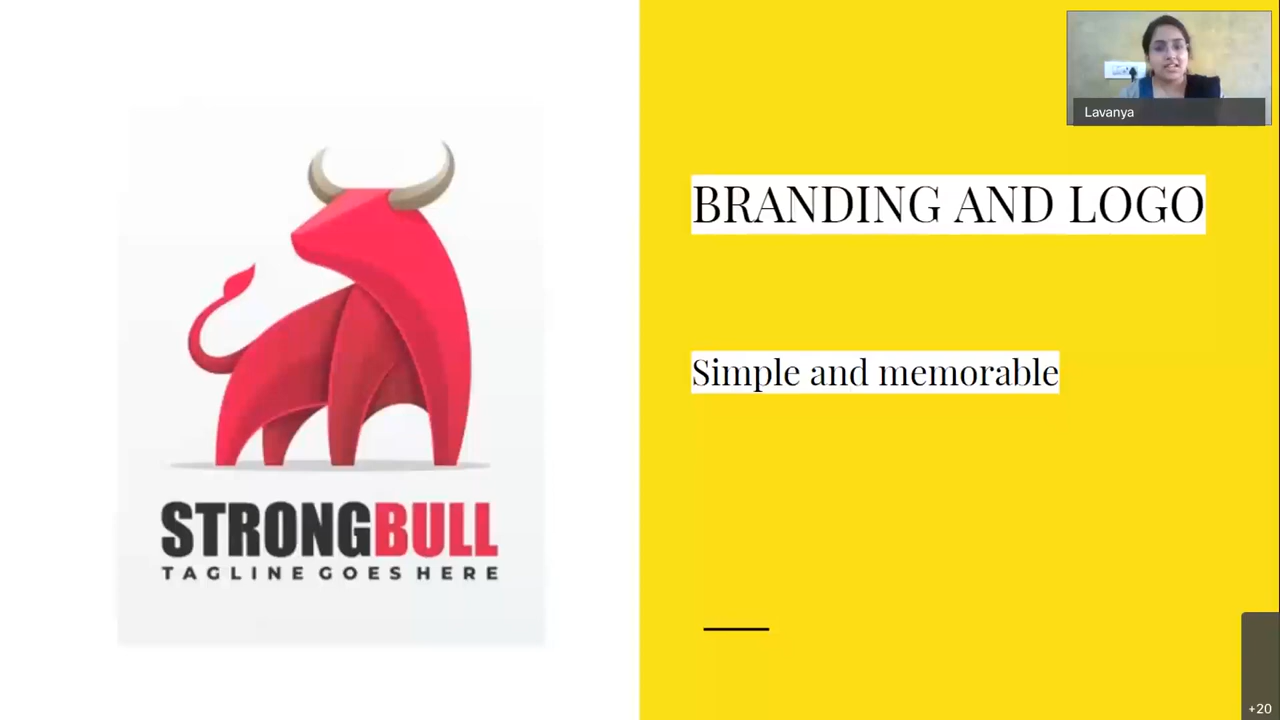 Lavanya
BRANDING AND LOGO
Simple and memorable
STRONGBULL
TAGLINE GOES HERE
+20